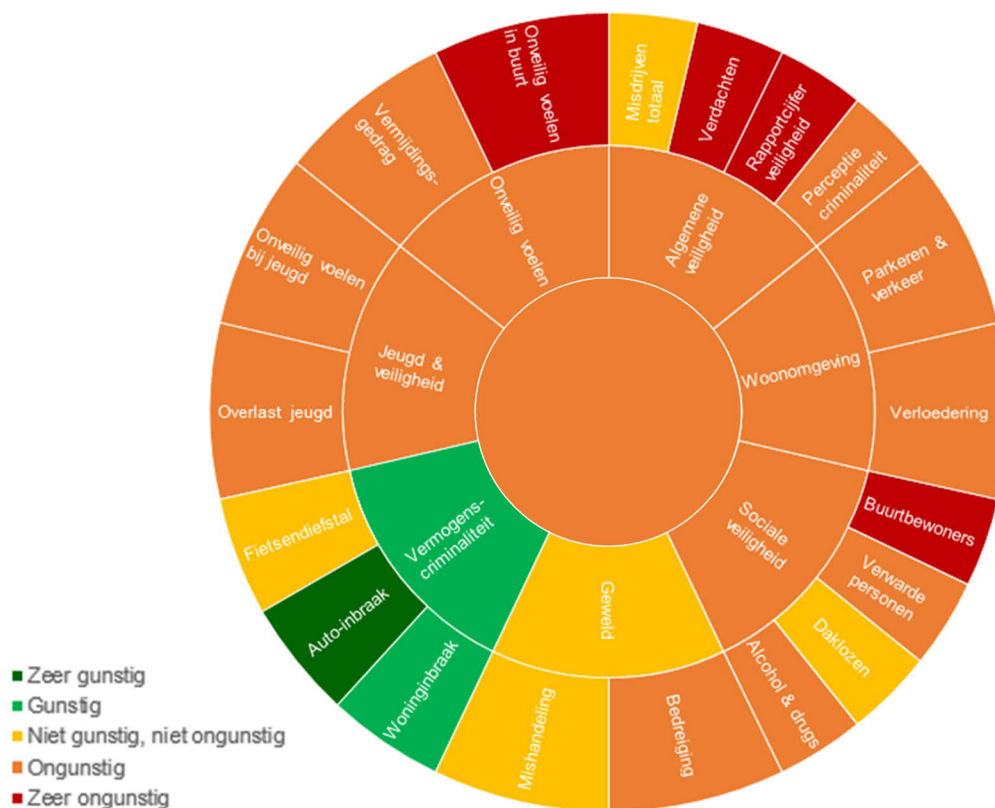 Onveilig voelen
in buurt
Misdrijven
totaal
Verdachten
Rapportcijfer
veiligheid
Perceptie
criminaliteit
Parkeren &
verkeer
Verloedering
Buurtbewoners
Verwarde
personen
Daklozen
Alcohol & drugs
Bedreiging
Mishandeling
Woninginbraak
Auto-inbraak
Fietsendiefstal
Overlast jeugd
Onveilig voelen
bij jeugd
Vermijdings-
gedrag
Onveilig voelen
Algemene
veiligheid
Woonomgeving
Sociale
veiligheid
Geweld
Vermogens-
criminaliteit
Jeugd &
veiligheid
Zeer gunstig
Gunstig
Niet gunstig, niet ongunstig
Ongunstig
Zeer ongunstig